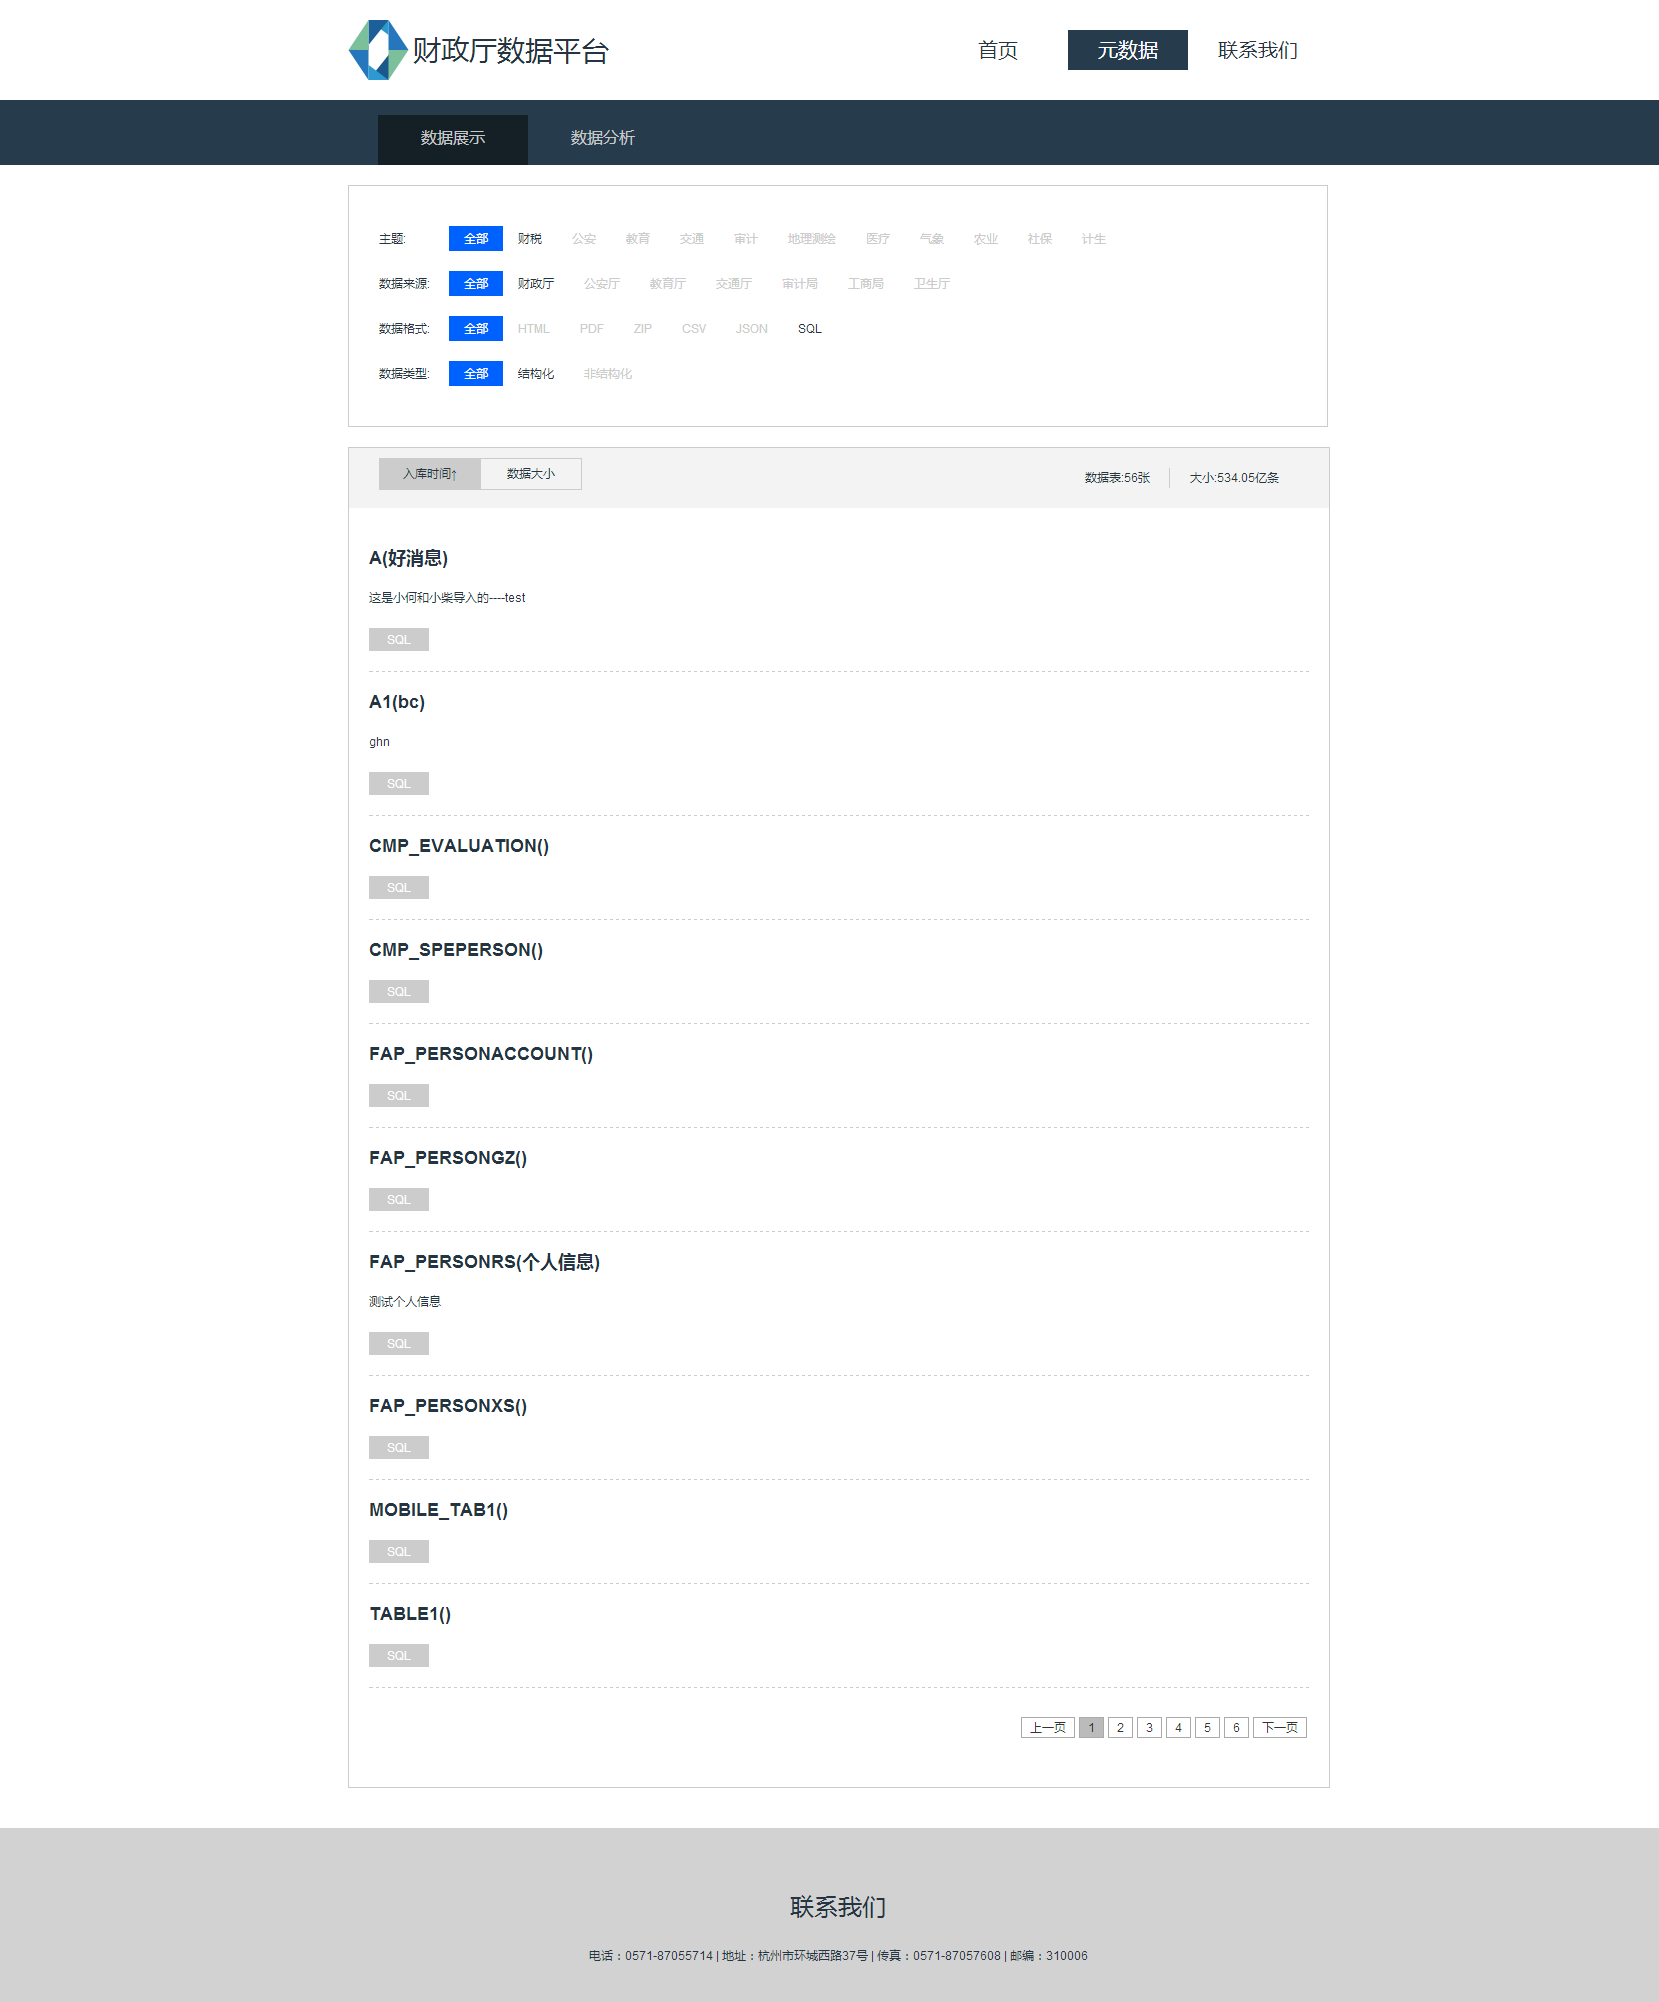 财政厅数据平台
首页 元数据 联系我们
数据展示 数据分析
主题: 全部 财税 公安 教育 交通 审计 地理测绘 医疗 气象 农业 社保 计生
数据来源: 全部 财政厅 公安厅 教育厅 交通厅 审计局 工商局 卫生厅
数据格式: 全部 HTML PDF ZIP CSV JSON SQL
数据类型: 全部 结构化 非结构化
入库时间↑ 数据大小 数据表:56张 大小:534.05亿条
A(好消息)
这是小何和小柴导入的----test
SQL
A1(bc)
ghn
SQL
CMP_EVALUATION()
SQL
CMP_SPEPERSON()
SQL
FAP_PERSONACCOUNT()
SQL
FAP_PERSONGZ()
SQL
FAP_PERSONRS(个人信息)
测试个人信息
SQL
FAP_PERSONXS()
SQL
MOBILE_TAB1()
SQL
TABLE1()
SQL
上一页 1 2 3 4 5 6 下一页
联系我们
电话：0571-87055714 | 地址：杭州市环城西路37号 | 传真：0571-87057608 | 邮编：310006